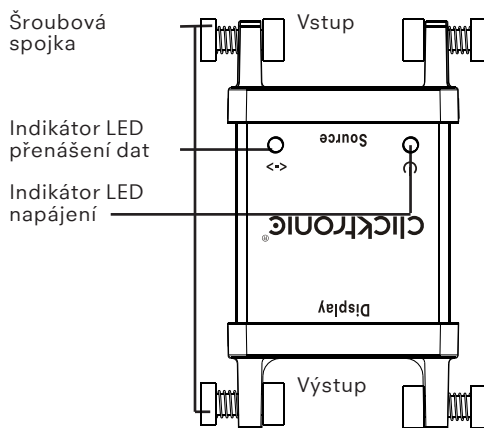 Šroubová
spojka
Vstup
Indikátor LED
přenášení dat
Source
<->
Indikátor LED
napájení
clicktronic®
Display
Výstup